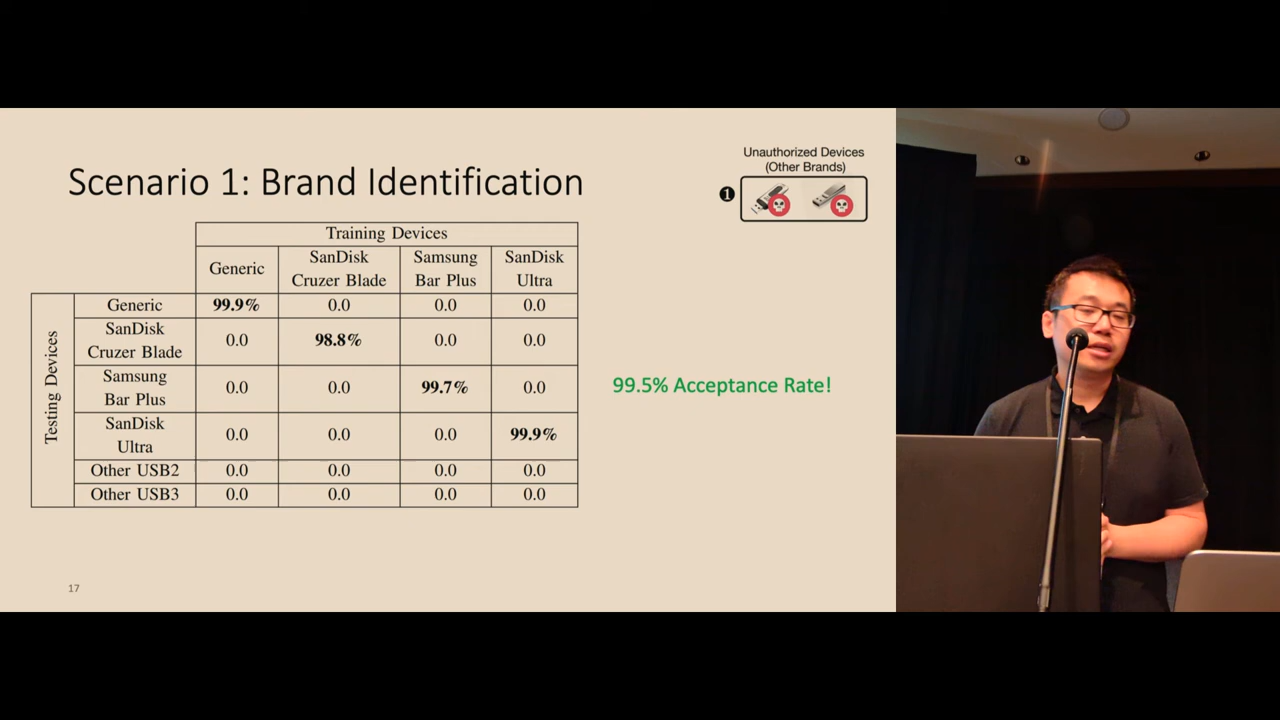 Scenario 1: Brand Identification
Unauthorized Devices
(Other Brands)
❶
Training Devices
Generic
SanDisk
Cruzer Blade
Samsung
Bar Plus
SanDisk
Ultra
Testing Devices
Generic 99.9% 0.0 0.0 0.0
SanDisk
Cruzer Blade 0.0 98.8% 0.0 0.0
Samsung
Bar Plus 0.0 0.0 99.7% 0.0
SanDisk
Ultra 0.0 0.0 0.0 99.9%
Other USB2 0.0 0.0 0.0 0.0
Other USB3 0.0 0.0 0.0 0.0
99.5% Acceptance Rate!
17